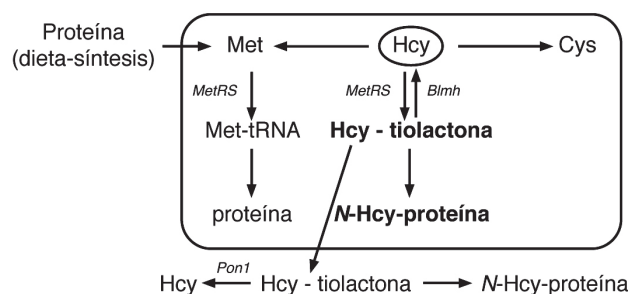 Proteína
(dieta-síntesis)
Met
Hcy
Cys
MetRS
MetRS
Blmh
Met-tRNA
Hcy - tiolactona
proteína
N-Hcy-proteína
Pon1
Hcy
Hcy - tiolactona
N-Hcy-proteína